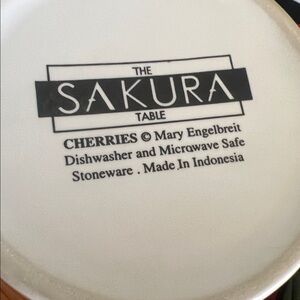 THE
SAKURA
TABLE
CHERRIES © Mary Engelbreit
Dishwasher and Microwave Safe
Stoneware . Made In Indonesia